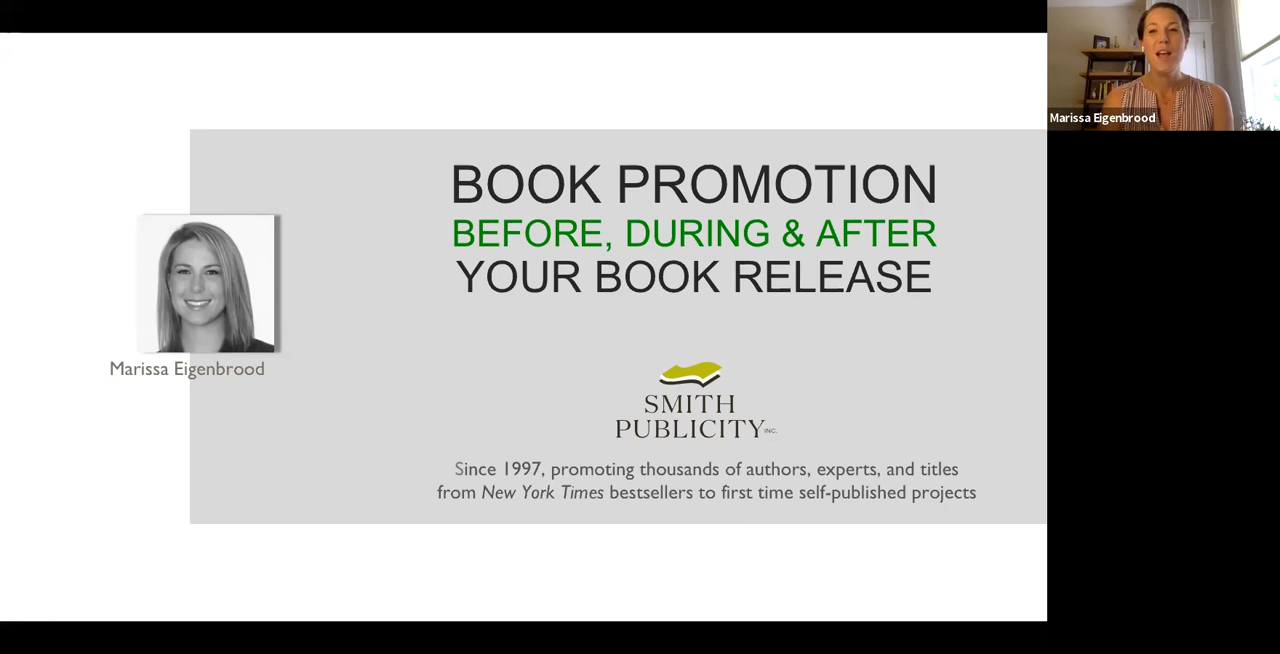 Marissa Eigenbrood
BOOK PROMOTION
BEFORE, DURING & AFTER
YOUR BOOK RELEASE
Marissa Eigenbrood
SMITH
PUBLICITY INC.
Since 1997, promoting thousands of authors, experts, and titles
from New York Times bestsellers to first time self-published projects